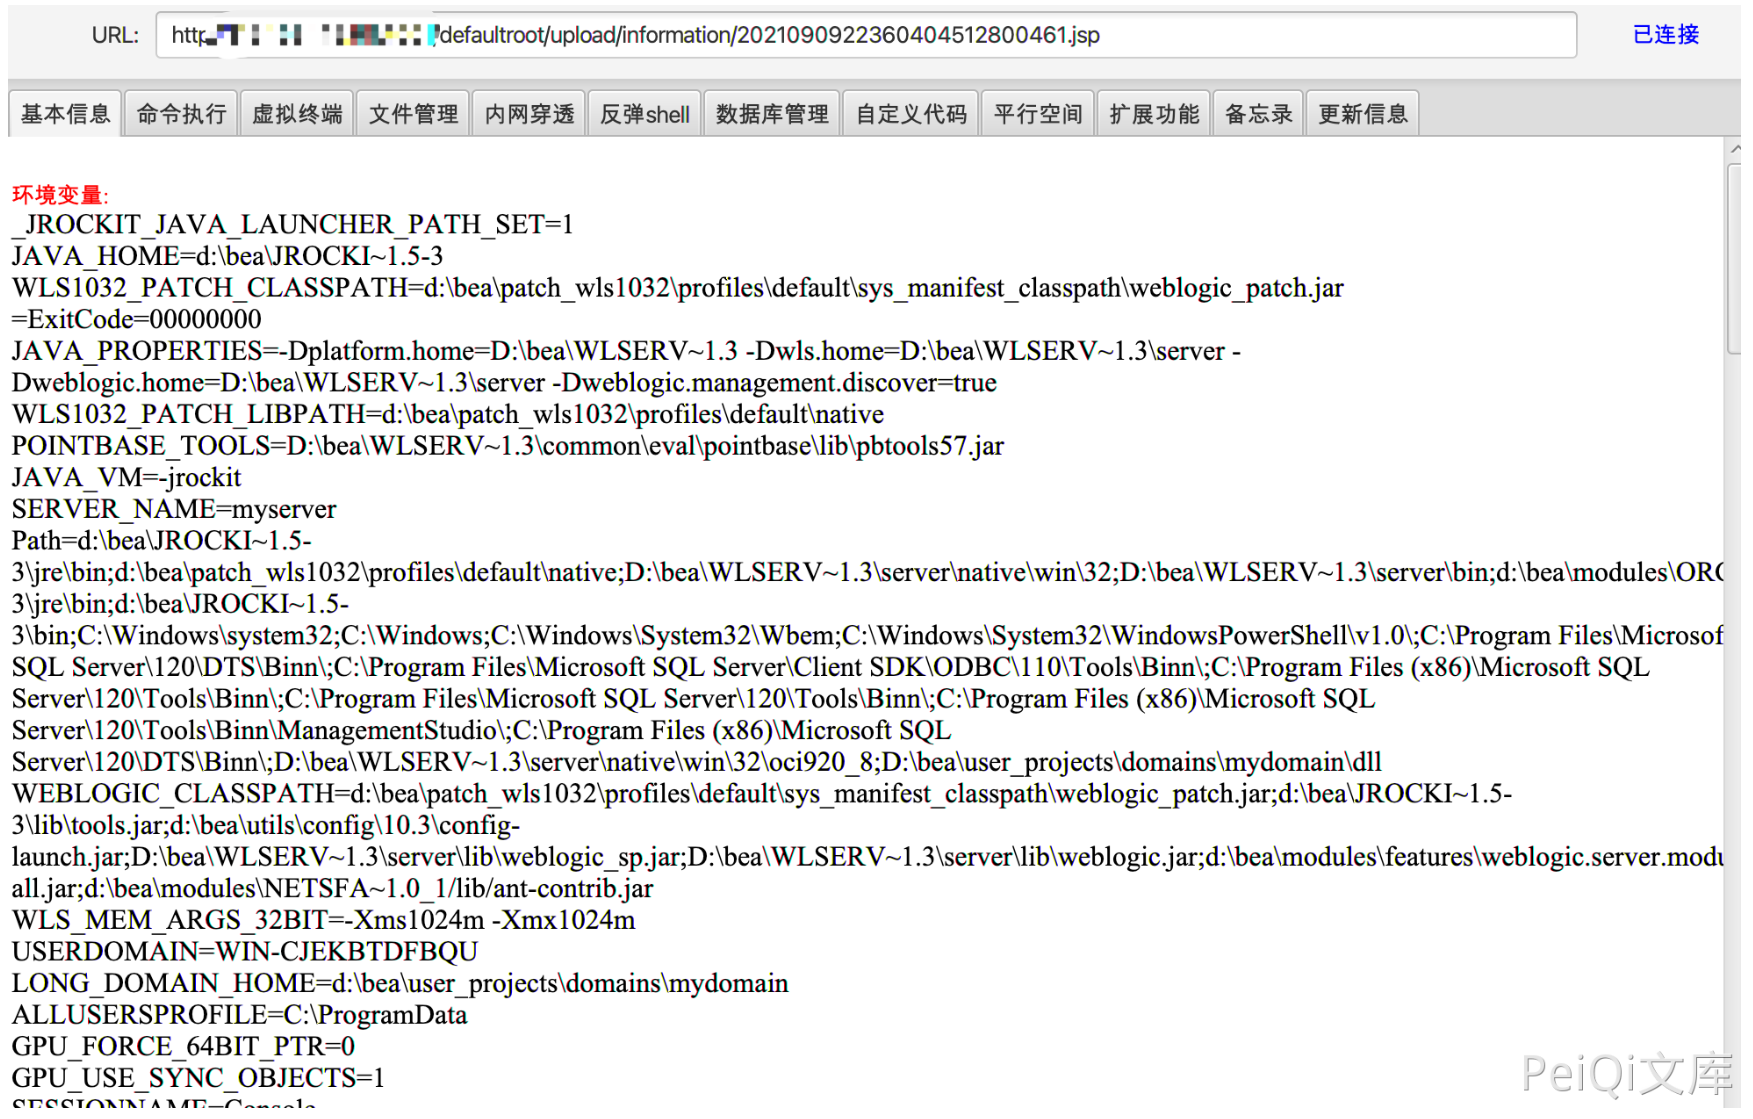 URL: http /defaultroot/upload/information/2021090922360404512800461.jsp 已连接
基本信息 命令执行 虚拟终端 文件管理 内网穿透 反弹shell 数据库管理 自定义代码 平行空间 扩展功能 备忘录 更新信息
环境变量:
_JROCKIT_JAVA_LAUNCHER_PATH_SET=1
JAVA_HOME=d:\bea\JROCKI~1.5-3
WLS1032_PATCH_CLASSPATH=d:\bea\patch_wls1032\profiles\default\sys_manifest_classpath\weblogic_patch.jar
=ExitCode=00000000
JAVA_PROPERTIES=-Dplatform.home=D:\bea\WLSERV~1.3 -Dwls.home=D:\bea\WLSERV~1.3\server -
Dweblogic.home=D:\bea\WLSERV~1.3\server -Dweblogic.management.discover=true
WLS1032_PATCH_LIBPATH=d:\bea\patch_wls1032\profiles\default\native
POINTBASE_TOOLS=D:\bea\WLSERV~1.3\common\eval\pointbase\lib\pbtools57.jar
JAVA_VM=-jrockit
SERVER_NAME=myserver
Path=d:\bea\JROCKI~1.5-
3\jre\bin;d:\bea\patch_wls1032\profiles\default\native;D:\bea\WLSERV~1.3\server\native\win\32;D:\bea\WLSERV~1.3\server\bin;d:\bea\modules\ORG
3\jre\bin;d:\bea\JROCKI~1.5-
3\bin;C:\Windows\system32;C:\Windows;C:\Windows\System32\Wbem;C:\Windows\System32\WindowsPowerShell\v1.0\;C:\Program Files\Microsof
SQL Server\120\DTS\Binn\;C:\Program Files\Microsoft SQL Server\Client SDK\ODBC\110\Tools\Binn\;C:\Program Files (x86)\Microsoft SQL
Server\120\Tools\Binn\;C:\Program Files\Microsoft SQL Server\120\Tools\Binn\;C:\Program Files (x86)\Microsoft SQL
Server\120\Tools\Binn\ManagementStudio\;C:\Program Files (x86)\Microsoft SQL
Server\120\DTS\Binn\;D:\bea\WLSERV~1.3\server\native\win\32\oci920_8;D:\bea\user_projects\domains\mydomain\dll
WEBLOGIC_CLASSPATH=d:\bea\patch_wls1032\profiles\default\sys_manifest_classpath\weblogic_patch.jar;d:\bea\JROCKI~1.5-
3\lib\tools.jar;d:\bea\utils\config\10.3\config-
launch.jar;D:\bea\WLSERV~1.3\server\lib\weblogic_sp.jar;D:\bea\WLSERV~1.3\server\lib\weblogic.jar;d:\bea\modules\features\weblogic.server.modu
all.jar;d:\bea\modules\NETSFA~1.0_1/lib/ant-contrib.jar
WLS_MEM_ARGS_32BIT=-Xms1024m -Xmx1024m
USERDOMAIN=WIN-CJEKBTDFBQU
LONG_DOMAIN_HOME=d:\bea\user_projects\domains\mydomain
ALLUSERSPROFILE=C:\ProgramData
GPU_FORCE_64BIT_PTR=0
GPU_USE_SYNC_OBJECTS=1
SESSIONNAME=Console
PeiQi文库